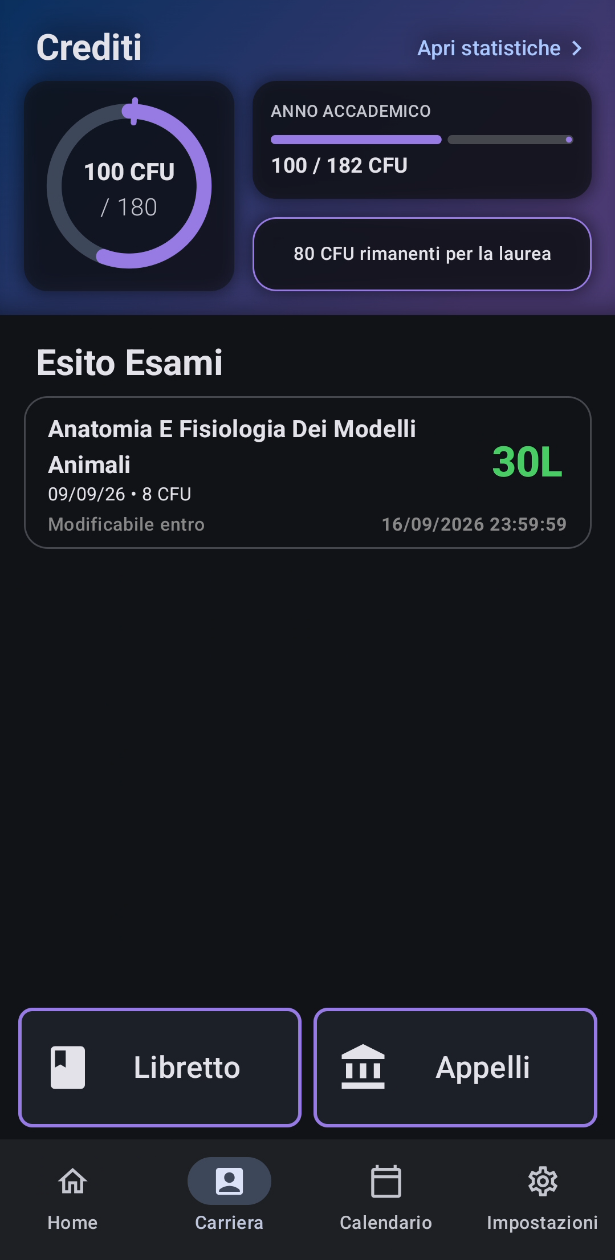 Crediti
Apri statistiche
100 CFU
/ 180
ANNO ACCADEMICO
100 / 182 CFU
80 CFU rimanenti per la laurea
Esito Esami
Anatomia E Fisiologia Dei Modelli
Animali
30L
09/09/26 • 8 CFU
Modificabile entro
16/09/2026 23:59:59
Libretto
Appelli
Home
Carriera
Calendario
Impostazioni